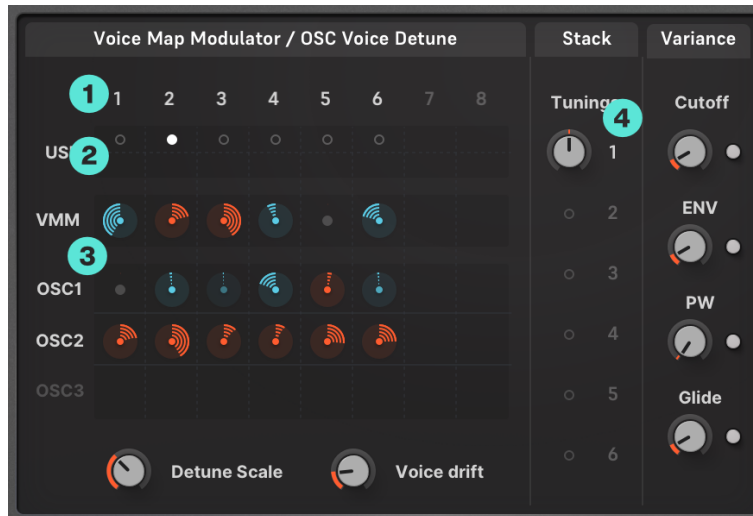 Voice Map Modulator / OSC Voice Detune
Stack
Variance
1
1 2 3 4 5 6 7 8
Tuning
4
Cutoff
2
1
VMM
2
ENV
3
OSC1
3
PW
OSC2
4
OSC3
5
Glide
6
Detune Scale
Voice drift